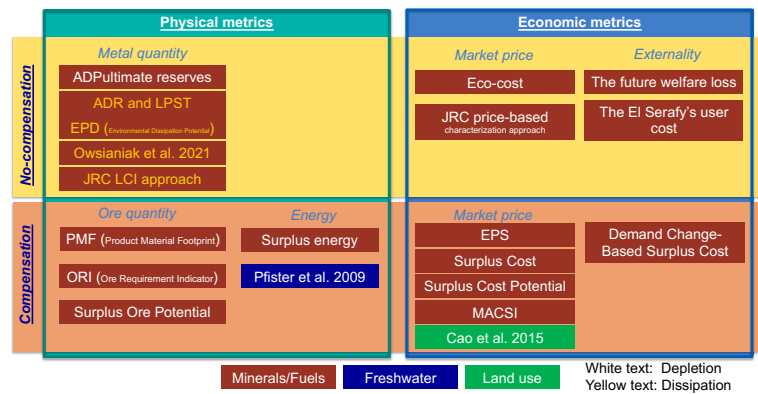 Physical metrics
Economic metrics
No-compensation
Metal quantity
ADPultimate reserves
ADR and LPST
EPD (Environmental Dissipation Potential)
Owsianiak et al. 2021
JRC LCI approach
Market price
Eco-cost
JRC price-based
characterization approach
Externality
The future welfare loss
The El Serafy's user
cost
Compensation
Ore quantity
PMF (Product Material Footprint)
ORI (Ore Requirement Indicator)
Surplus Ore Potential
Energy
Surplus energy
Pfister et al. 2009
Market price
EPS
Surplus Cost
Surplus Cost Potential
MACSI
Cao et al. 2015
Demand Change-
Based Surplus Cost
Minerals/Fuels
Freshwater
Land use
White text: Depletion
Yellow text: Dissipation